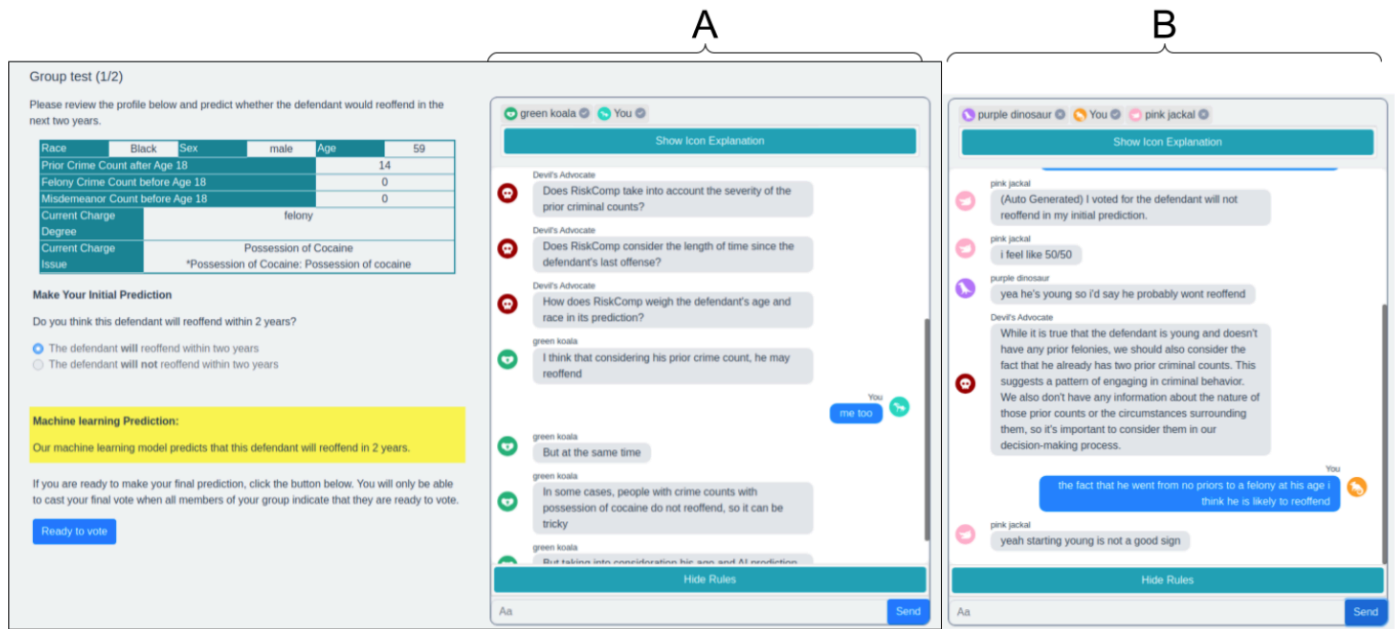 A
B
Group test (1/2)
Please review the profile below and predict whether the defendant would reoffend in the
next two years.
Race Black Sex male Age 59
Prior Crime Count after Age 18 14
Felony Crime Count before Age 18 0
Misdemeanor Count before Age 18 0
Current Charge felony
Degree
Current Charge Possession of Cocaine
Issue *Possession of Cocaine: Possession of cocaine
Make Your Initial Prediction
Do you think this defendant will reoffend within 2 years?
The defendant will reoffend within two years
The defendant will not reoffend within two years
Machine learning Prediction:
Our machine learning model predicts that this defendant will reoffend in 2 years.
If you are ready to make your final prediction, click the button below. You will only be able
to cast your final vote when all members of your group indicate that they are ready to vote.
Ready to vote
green koala You
Show Icon Explanation
Devil's Advocate
Does RiskComp take into account the severity of the
prior criminal counts?
Devil's Advocate
Does RiskComp consider the length of time since the
defendant's last offense?
Devil's Advocate
How does RiskComp weigh the defendant's age and
race in its prediction?
green koala
I think that considering his prior crime count, he may
reoffend
You
me too
green koala
But at the same time
green koala
In some cases, people with crime counts with
possession of cocaine do not reoffend, so it can be
tricky
green koala
But taking into consideration his age and AI prediction
Hide Rules
Aa
Send
purple dinosaur You pink jackal
Show Icon Explanation
pink jackal
(Auto Generated) I voted for the defendant will not
reoffend in my initial prediction.
pink jackal
i feel like 50/50
purple dinosaur
yea he's young so i'd say he probably wont reoffend
Devil's Advocate
While it is true that the defendant is young and doesn't
have any prior felonies, we should also consider the
fact that he already has two prior criminal counts. This
suggests a pattern of engaging in criminal behavior.
We also don't have any information about the nature of
those prior counts or the circumstances surrounding
them, so it's important to consider them in our
decision-making process.
You
the fact that he went from no priors to a felony at his age i
think he is likely to reoffend
pink jackal
yeah starting young is not a good sign
Hide Rules
Aa
Send